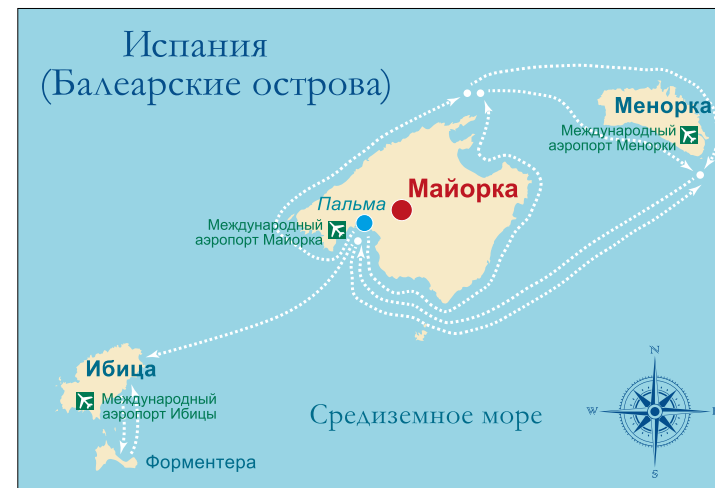 Испания
(Балеарские острова)
Менорка
Международный
аэропорт Менорки
Майорка
Пальма
Международный
аэропорт Майорка
Ибица
Международный
аэропорт Ибицы
Форментера
Средиземное море
N
W
S